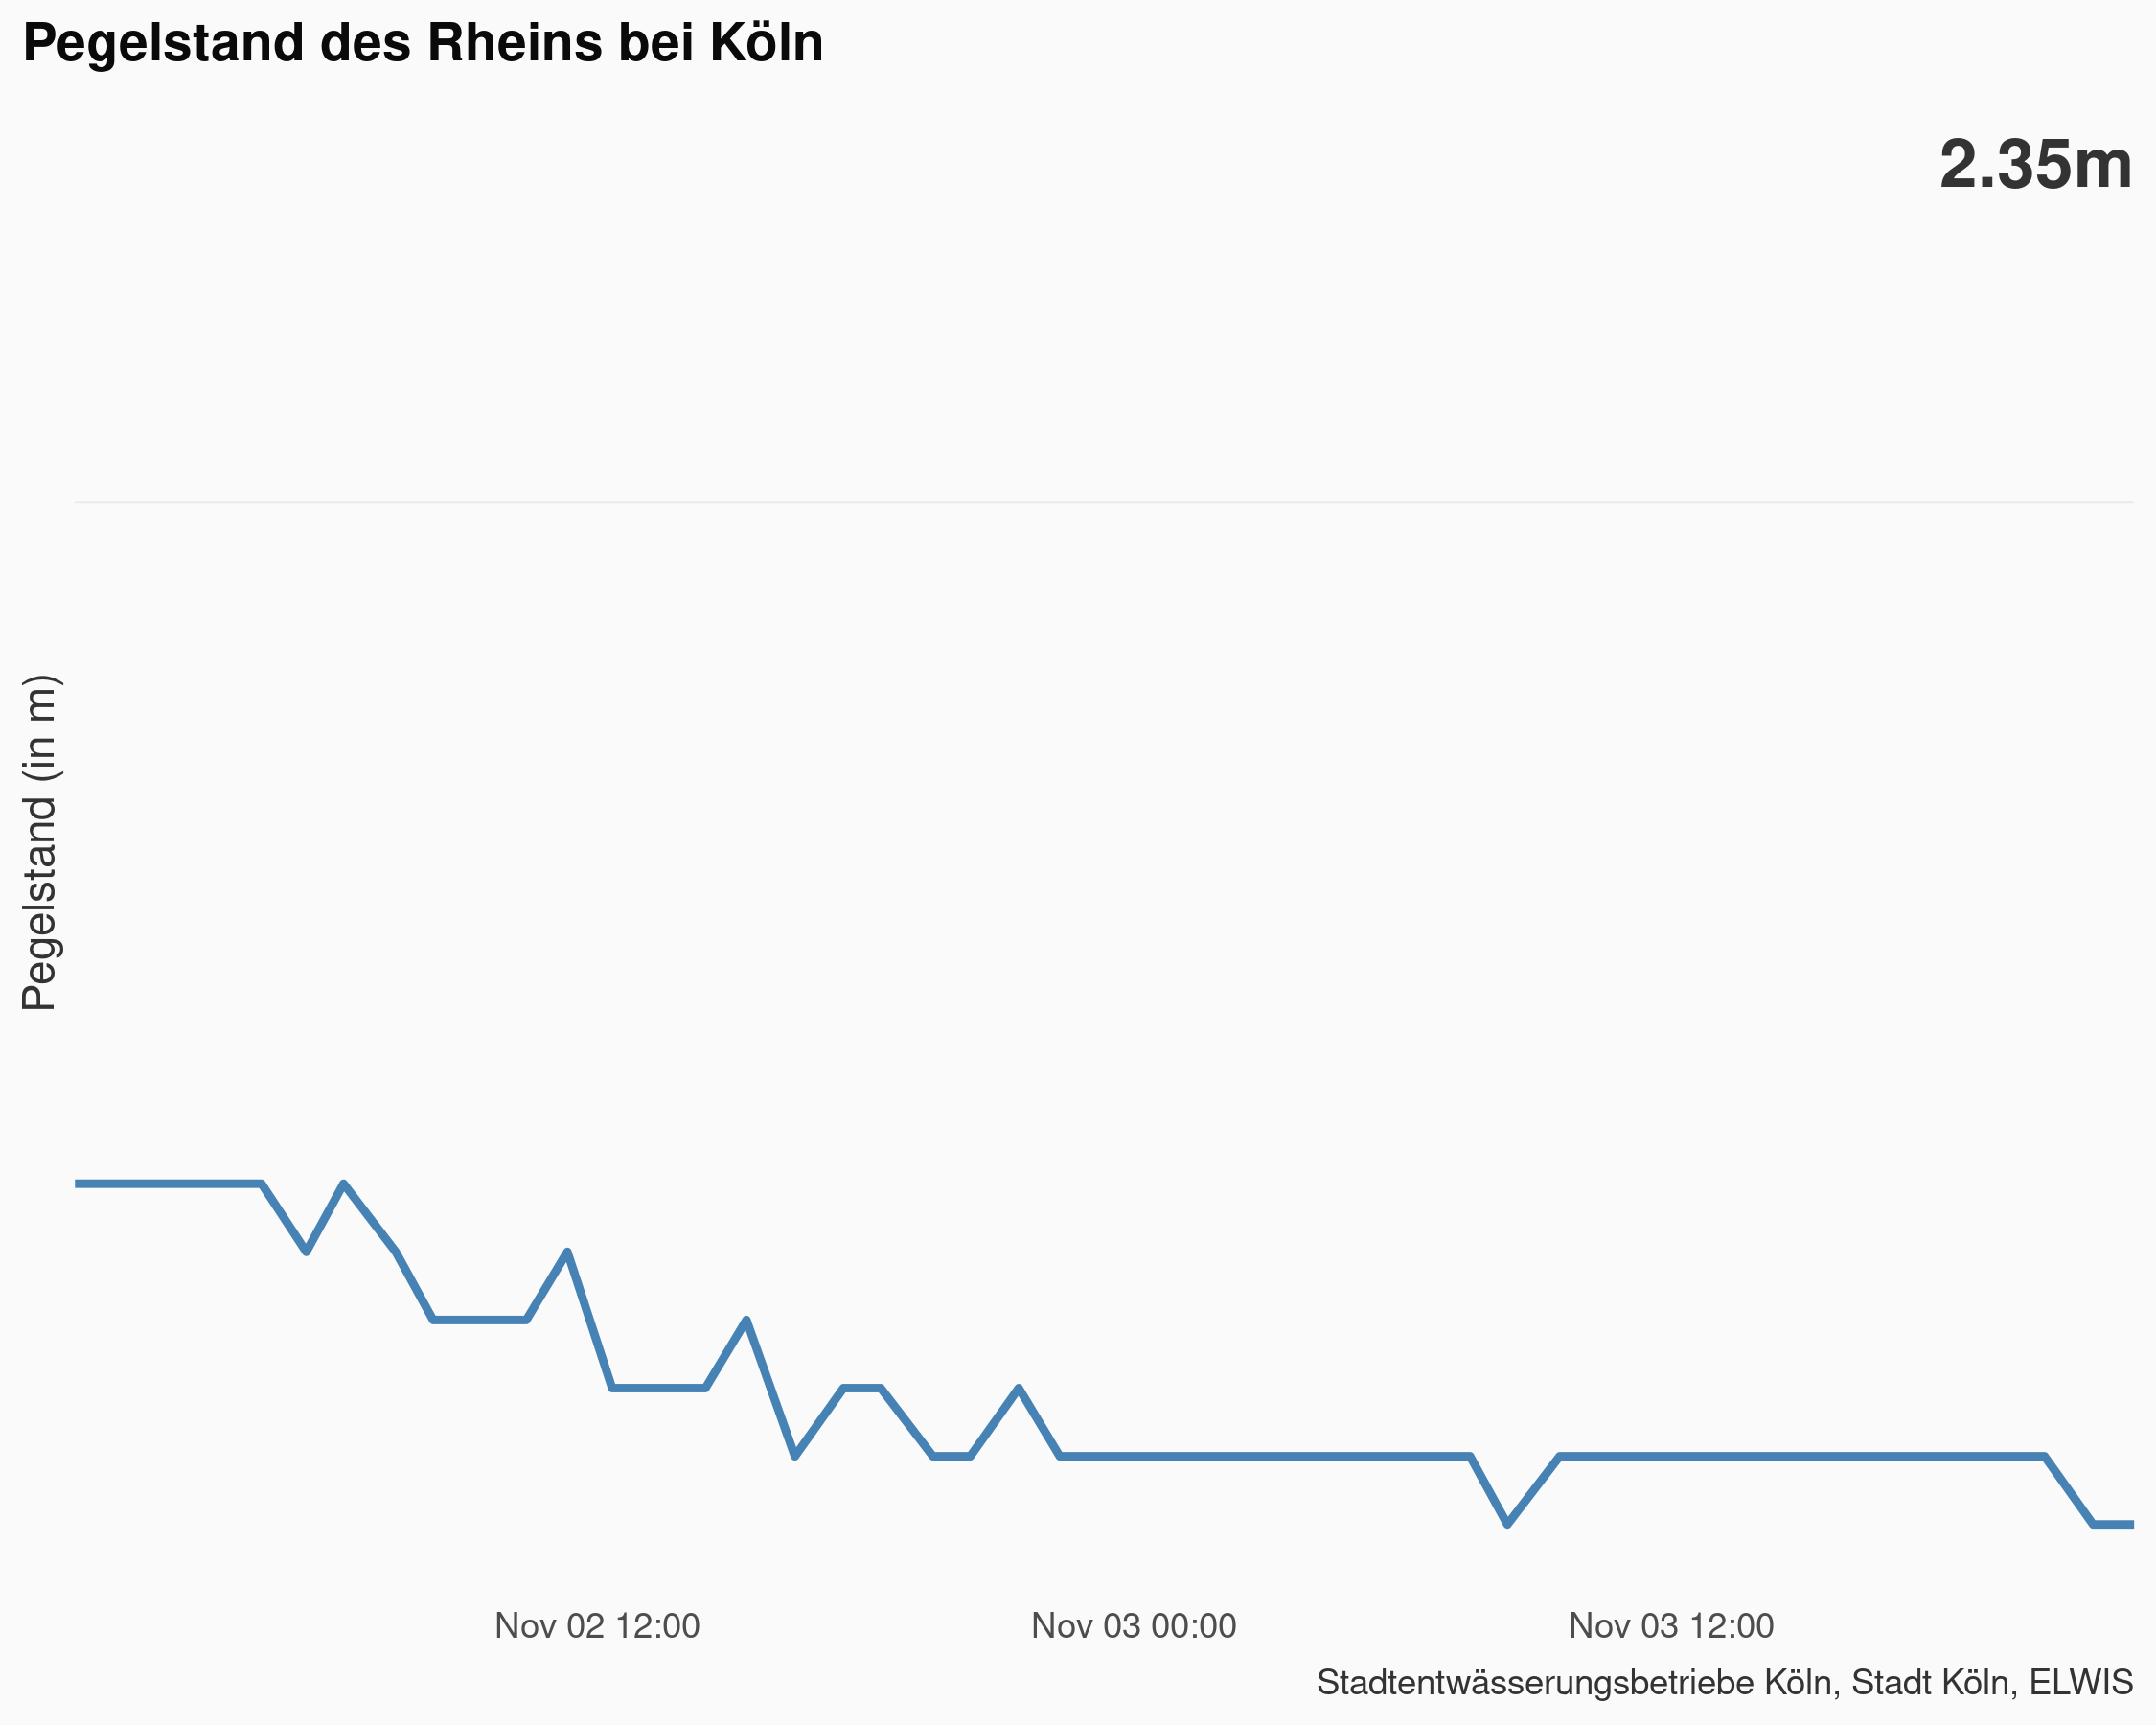 Pegelstand des Rheins bei Köln
2.35m
Pegelstand (in m)
Nov 02 12:00
Nov 03 00:00
Nov 03 12:00
Stadtentwässerungsbetriebe Köln, Stadt Köln, ELWIS